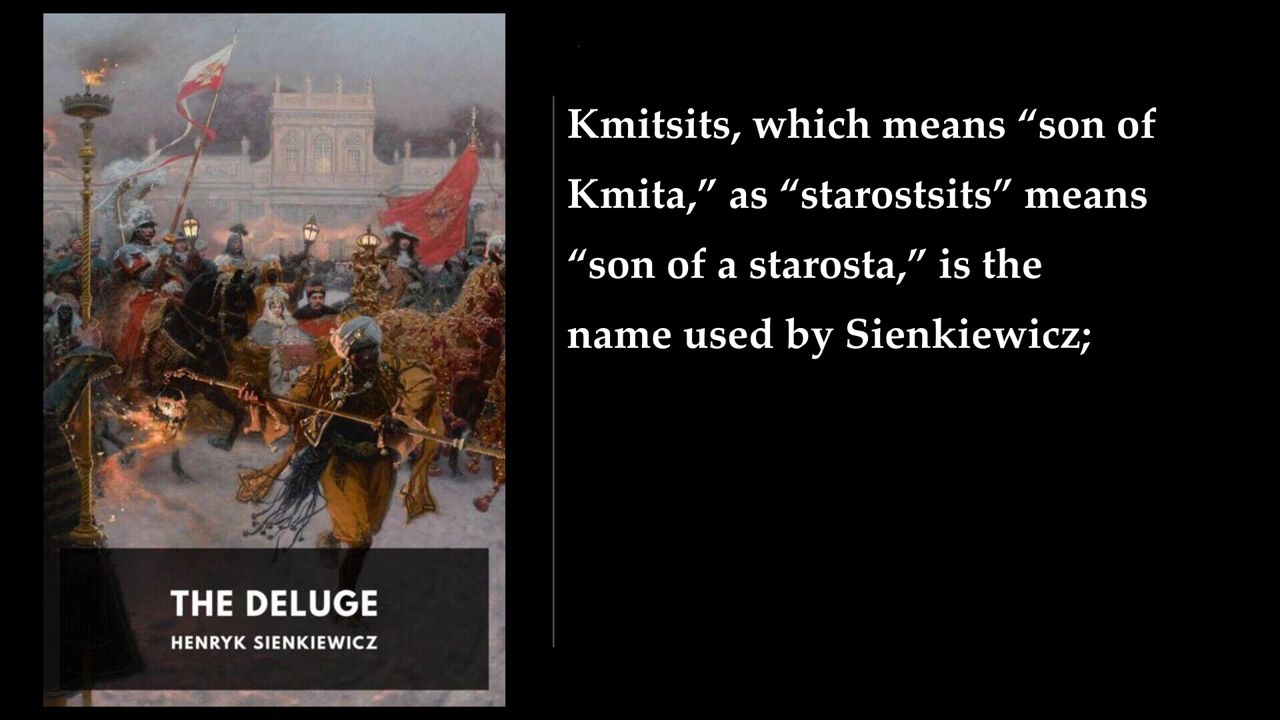 Kmitsits, which means “son of
Kmita,” as “starostsits” means
“son of a starosta,” is the
name used by Sienkiewicz;
THE DELUGE
HENRYK SIENKIEWICZ